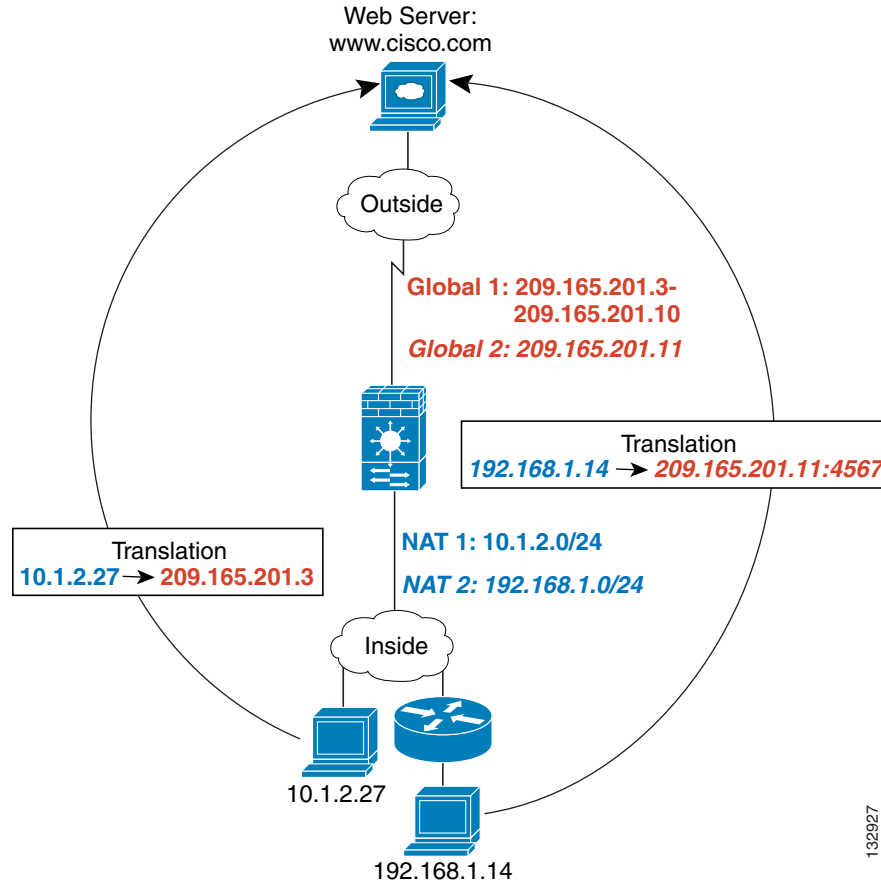 Web Server:
www.cisco.com
Outside
Global 1: 209.165.201.3-
209.165.201.10
Global 2: 209.165.201.11
Translation
192.168.1.14 → 209.165.201.11:4567
NAT 1: 10.1.2.0/24
Translation
10.1.2.27 → 209.165.201.3
NAT 2: 192.168.1.0/24
Inside
10.1.2.27
192.168.1.14
132927